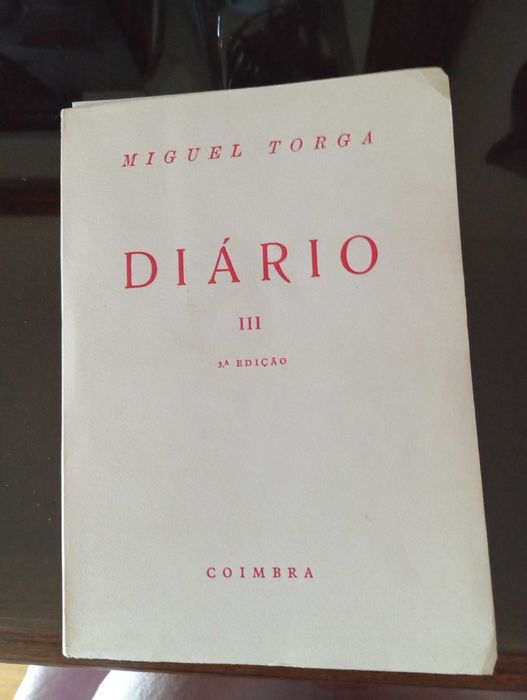 MIGUEL TORGA
DIÁRIO
III
3.ª EDIÇÃO
COIMBRA